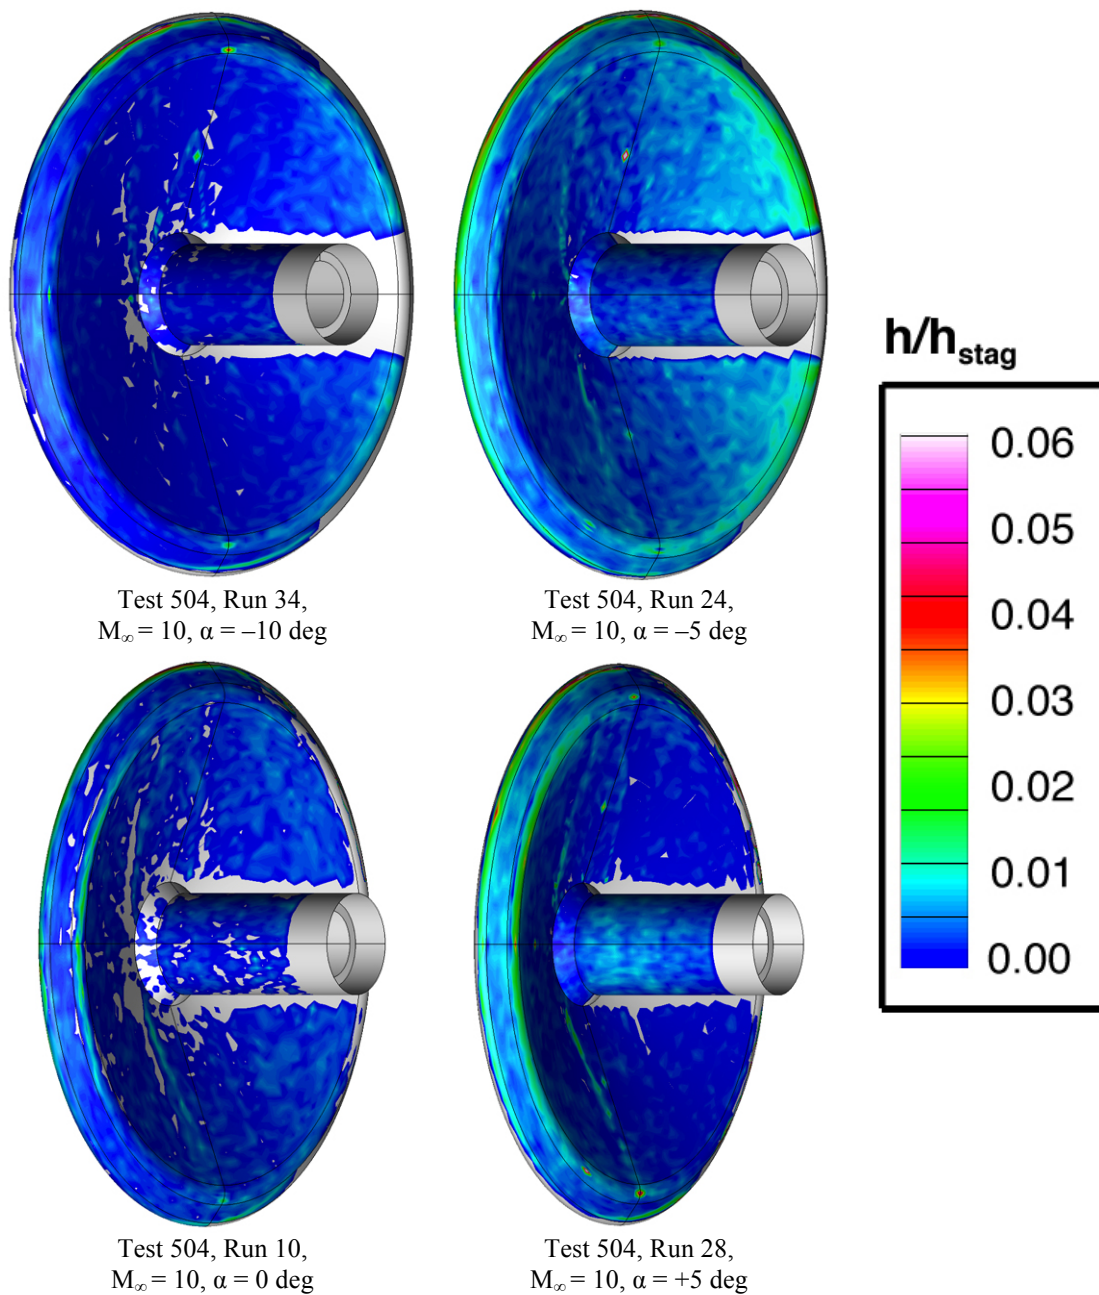 h/hstag
0.06
0.05
0.04
0.03
0.02
0.01
0.00
Test 504, Run 34,
M∞ = 10, α = –10 deg
Test 504, Run 24,
M∞ = 10, α = –5 deg
Test 504, Run 10,
M∞ = 10, α = 0 deg
Test 504, Run 28,
M∞ = 10, α = +5 deg